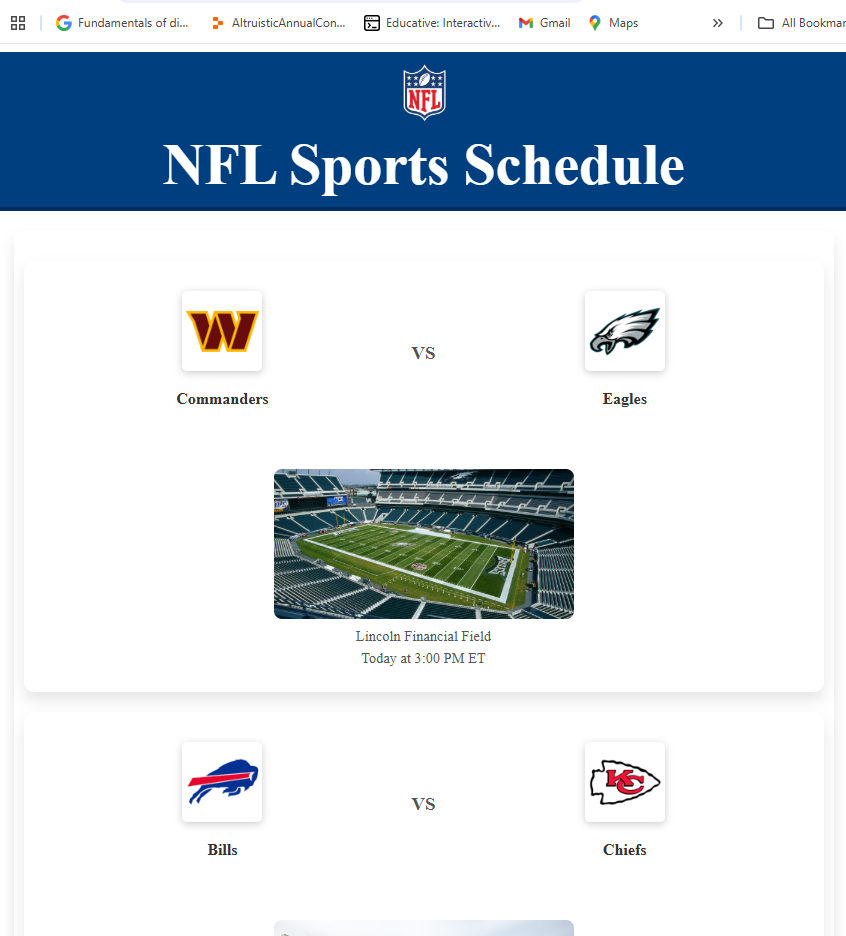 Fundamentals of di...
AltruisticAnnualCon...
Educative: Interactiv...
Gmail
Maps
All Bookmar
NFL
NFL Sports Schedule
VS
Commanders
Eagles
Lincoln Financial Field
Today at 3:00 PM ET
KC
VS
Bills
Chiefs